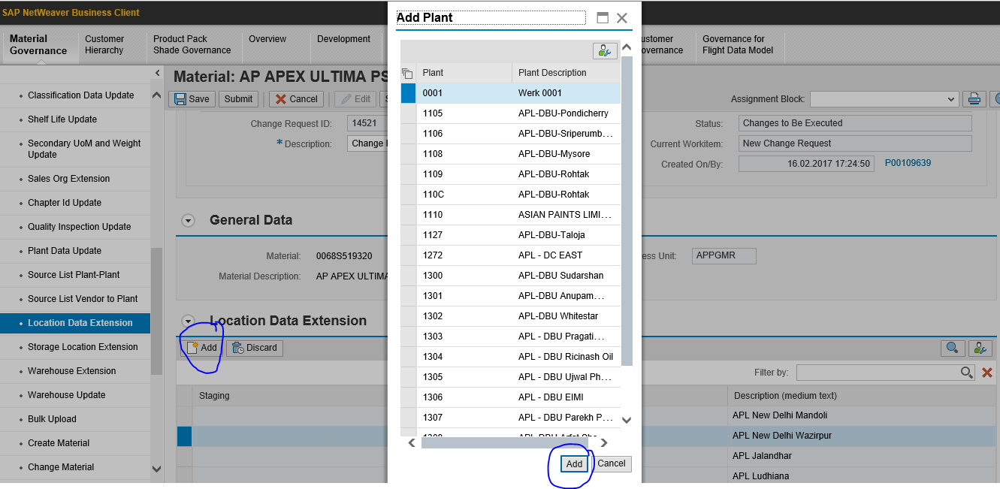 SAP NetWeaver Business Client
Material
Governance
Customer
Hierarchy
Product Pack
Shade Governance
Overview
Development
Governance for
Flight Data Model
Classification Data Update
Shelf Life Update
Secondary UoM and Weight
Update
Sales Org Extension
Chapter Id Update
Quality Inspection Update
Plant Data Update
Source List Plant-Plant
Source List Vendor to Plant
Location Data Extension
Storage Location Extension
Warehouse Extension
Warehouse Update
Bulk Upload
Create Material
Change Material
Material: AP APEX ULTIMA PS
Save Submit Cancel Edit
Assignment Block:
Change Request ID: 14521
* Description: Change
Status: Changes to Be Executed
Current Workitem: New Change Request
Created On/By: 16.02.2017 17:24:50 P00109639
General Data
Material: 0068S519320
Material Description: AP APEX ULTIMA
ess Unit: APPGMR
Location Data Extension
Add Discard
Filter by:
Staging Description (medium text)
APL New Delhi Mandoli
APL New Delhi Wazirpur
APL Jalandhar
APL Ludhiana
Add Plant
Plant Plant Description
0001 Werk 0001
1105 APL-DBU-Pondicherry
1106 APL-DBU-Sriperumb...
1108 APL-DBU-Mysore
1109 APL-DBU-Rohtak
110C APL-DBU-Rohtak
1110 ASIAN PAINTS LIMI...
1127 APL-DBU-Taloja
1272 APL - DC EAST
1300 APL-DBU Sudarshan
1301 APL-DBU Anupam...
1302 APL-DBU Whitestar
1303 APL - DBU Pragati...
1304 APL - DBU Ricinash Oil
1305 APL - DBU Ujwal Ph...
1306 APL - DBU EIMI
1307 APL - DBU Parekh P...
Add Cancel